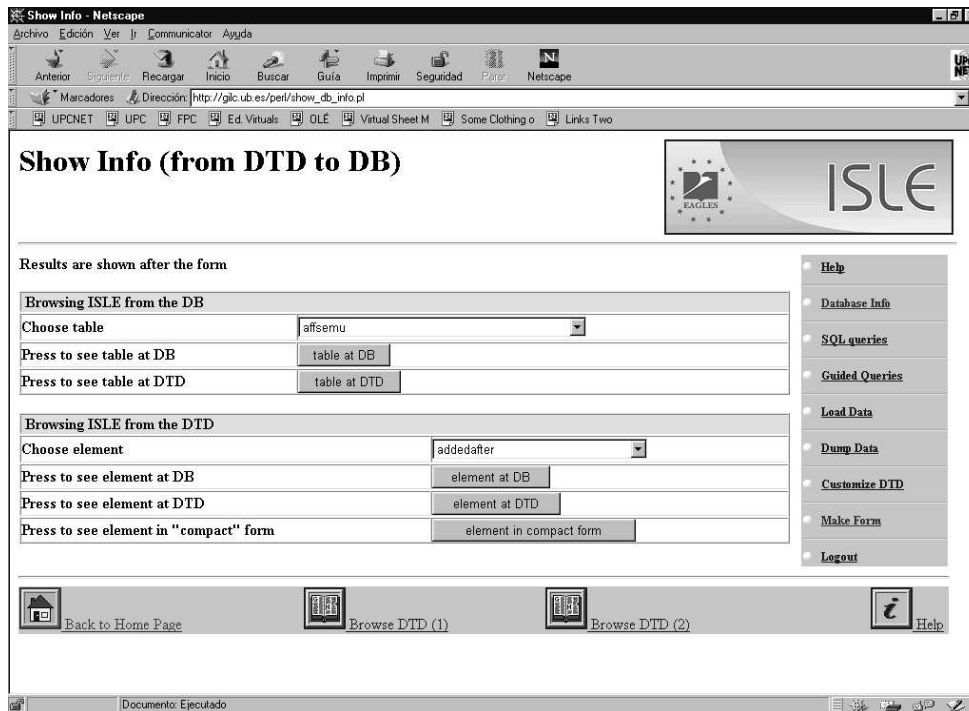 Show Info - Netscape
Archivo Edición Ver Ir Communicator Ayuda
Anterior Siguiente Recargar Inicio Buscar Guía Imprimir Seguridad Parar Netscape
N
Marcadores Dirección: http://gilc.ub.es/perl/show_db_info.pl
UPCNET UPC FPC Ed. Virtuals OLÉ Virtual Sheet M Some Clothing o Links Two
Show Info (from DTD to DB)
EAGLES
ISLE
Results are shown after the form
Browsing ISLE from the DB
Choose table affsemu
Press to see table at DB table at DB
Press to see table at DTD table at DTD
Browsing ISLE from the DTD
Choose element addedafter
Press to see element at DB element at DB
Press to see element at DTD element at DTD
Press to see element in "compact" form element in compact form
Help
Database Info
SQL queries
Guided Queries
Load Data
Dump Data
Customize DTD
Make Form
Logout
Back to Home Page Browse DTD (1) Browse DTD (2) Help
Documento: Ejecutado